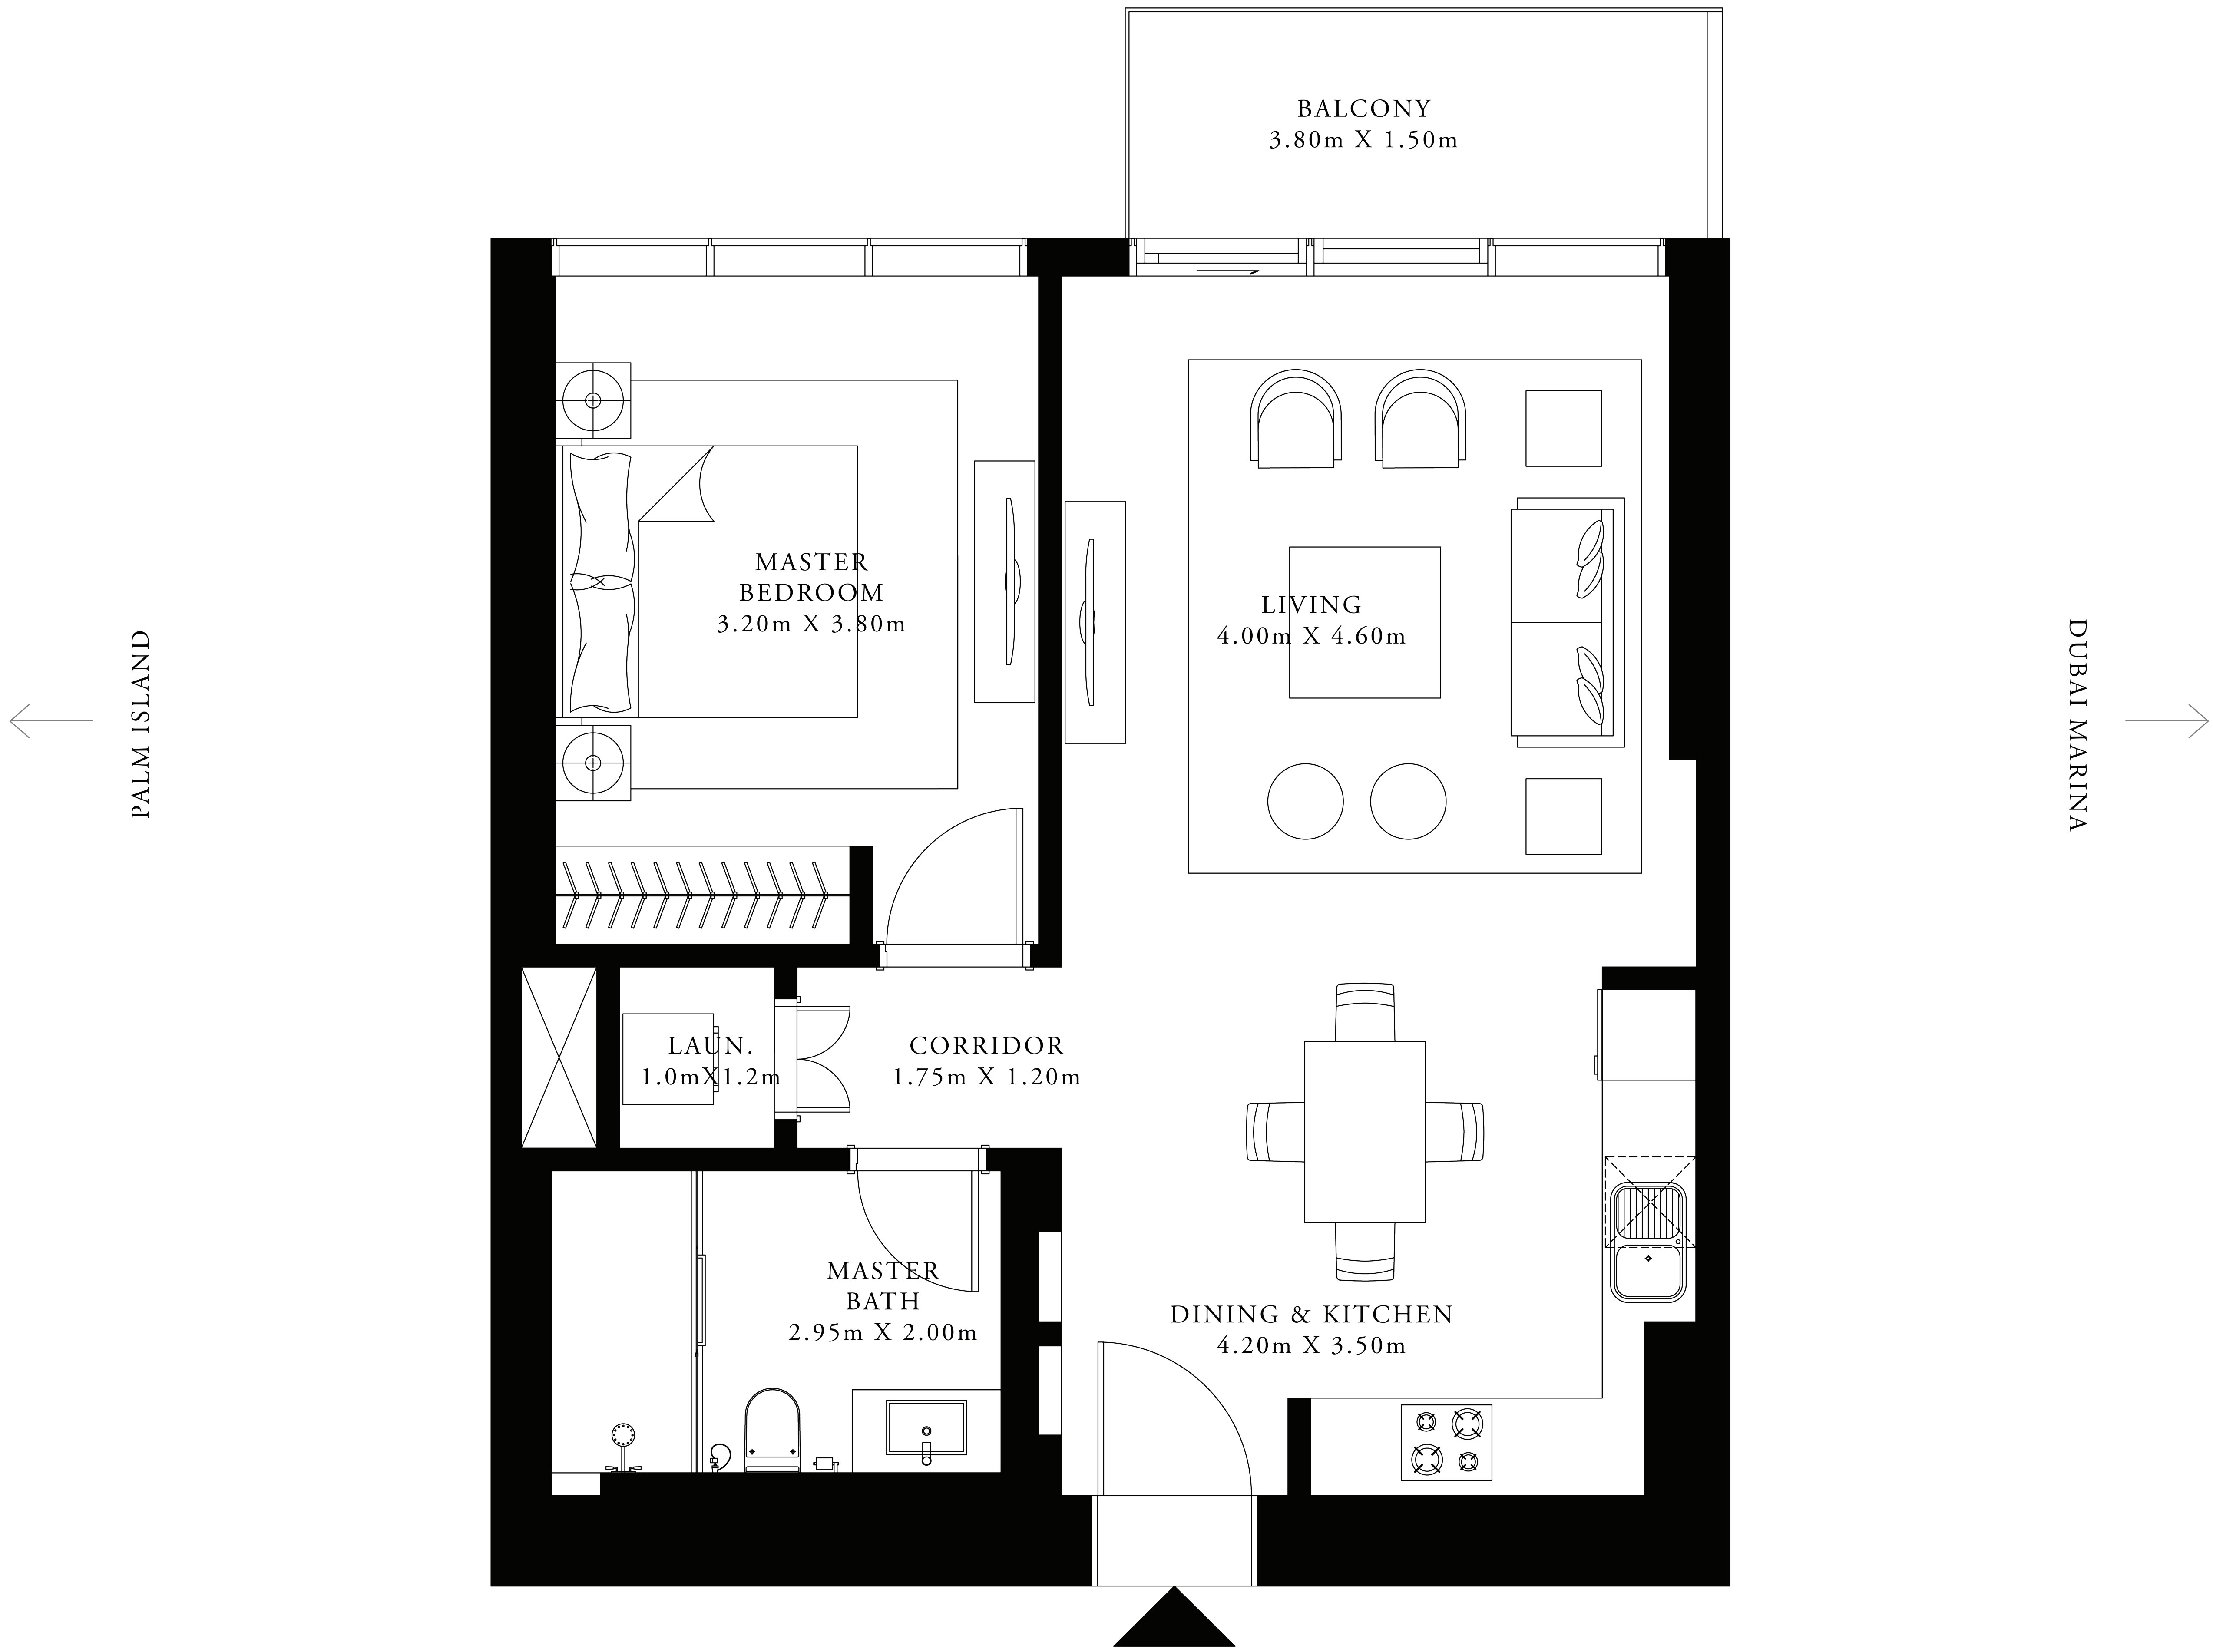 BALCONY
3.80m X 1.50m
MASTER
BEDROOM
3.20m X 3.80m
LIVING
4.00m X 4.60m
PALM ISLAND
DUBAI MARINA
LAUN.
1.0mX1.2m
CORRIDOR
1.75m X 1.20m
MASTER
BATH
2.95m X 2.00m
DINING & KITCHEN
4.20m X 3.50m